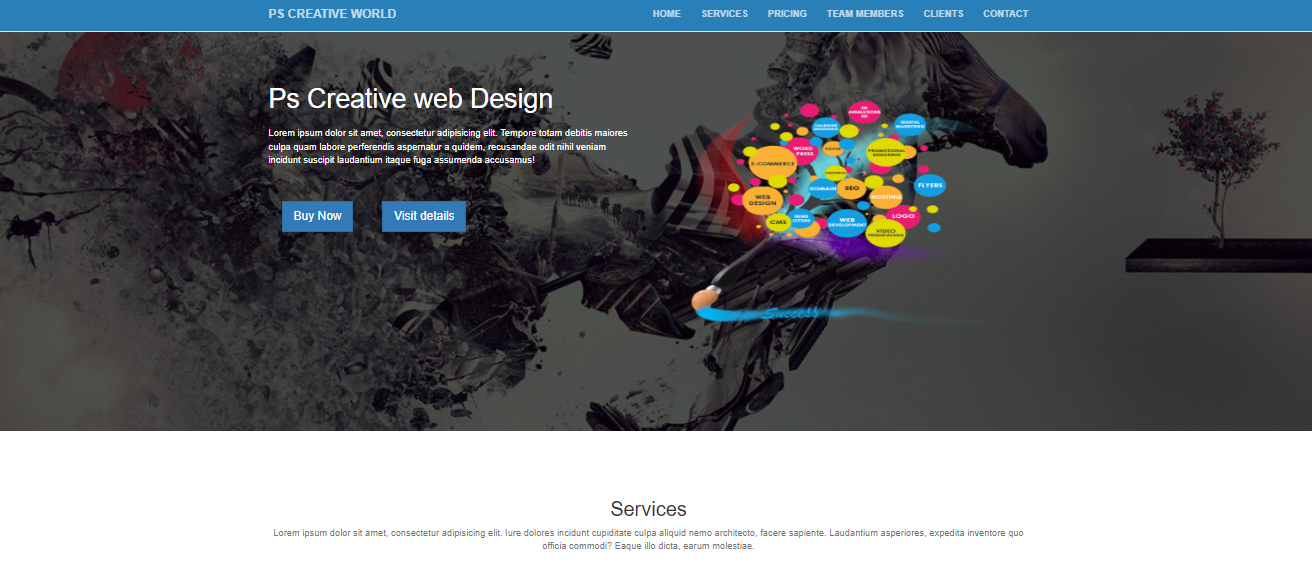 PS CREATIVE WORLD
HOME SERVICES PRICING TEAM MEMBERS CLIENTS CONTACT
Ps Creative web Design
Lorem ipsum dolor sit amet, consectetur adipisicing elit. Tempore totam debitis maiores
culpa quam labore perferendis aspernatur a quidem, recusandae odit nihil veniam
incidunt suscipit laudantium itaque fuga assumenda accusamus!
Buy Now
Visit details
DIGITAL
MARKETING
WORD
PRESS
PROMOTIONAL
DESIGNING
E-COMMERCE
DOMAIN
SEO
FLYERS
WEB
DESIGN
HOSTING
CMS
NEWS
LETTERS
WEB
DEVELOPMENT
LOGO
VIDEO
PRESENTATIONS
Success
Services
Lorem ipsum dolor sit amet, consectetur adipisicing elit. Iure dolores incidunt cupiditate culpa aliquid nemo architecto, facere sapiente. Laudantium asperiores, expedita inventore quo
officia commodi? Eaque illo dicta, earum molestiae.